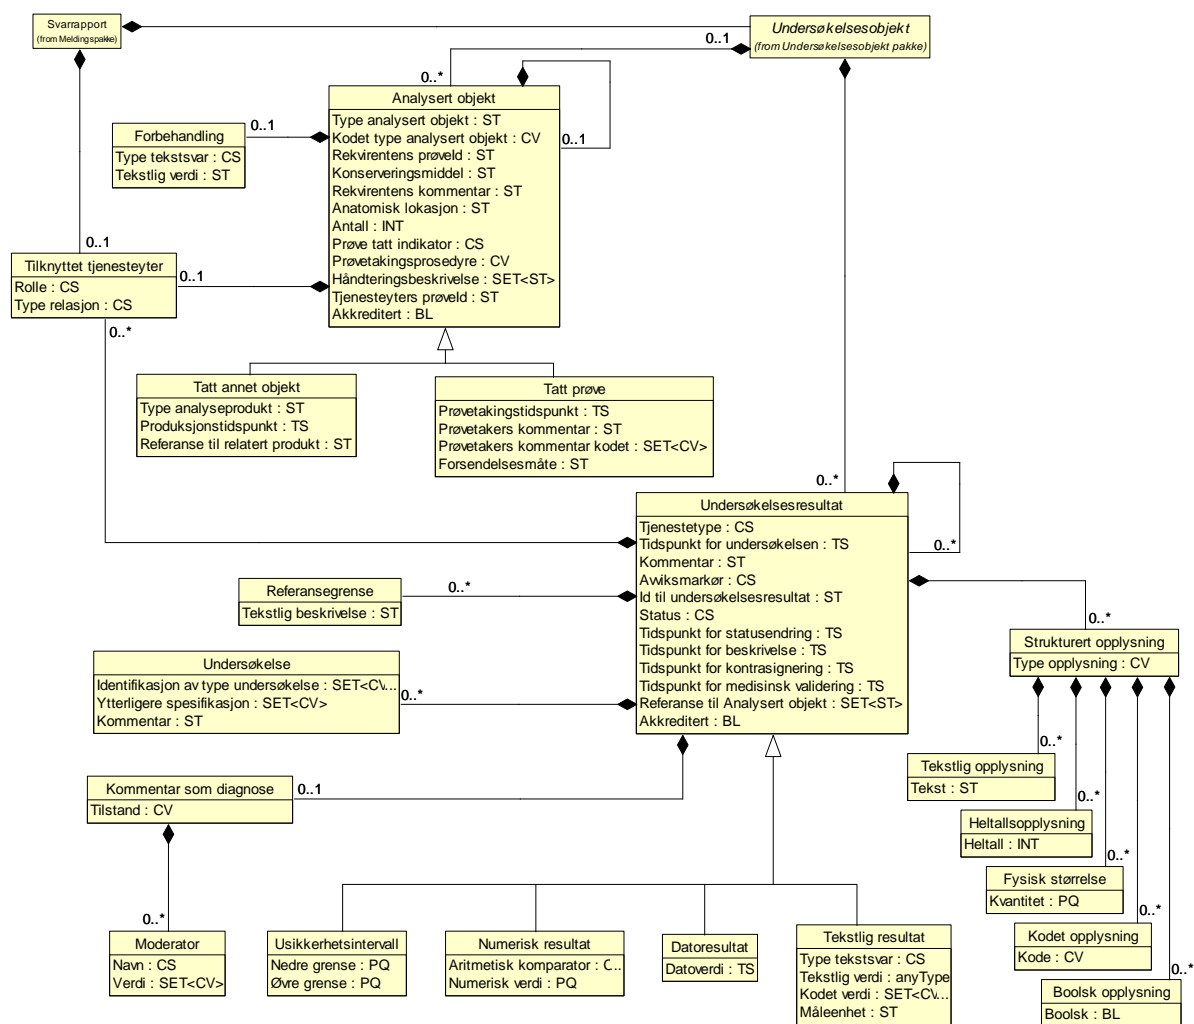 Svarrapport
(from Meldingspakke)
Undersøkelsesobjekt
(from Undersøkelsesobjekt pakke)
0..1
0..*
Analysert objekt
Type analysert objekt : ST
Kodet type analysert objekt : CV
Rekvirentens prøveId : ST
Konserveringsmiddel : ST
Rekvirentens kommentar : ST
Anatomisk lokasjon : ST
Antall : INT
Prøve tatt indikator : CS
Prøvetakingsprosedyre : CV
Håndteringsbeskrivelse : SET<ST>
Tjenesteyters prøveId : ST
Akkreditert : BL
0..1
0..1
Forbehandling
Type tekstsvar : CS
Tekstlig verdi : ST
0..1
Tilknyttet tjenesteyter
Rolle : CS
Type relasjon : CS
0..1
0..*
Tatt annet objekt
Type analyseprodukt : ST
Produksjonstidspunkt : TS
Referanse til relatert produkt : ST
Tatt prøve
Prøvetakingstidspunkt : TS
Prøvetakers kommentar : ST
Prøvetakers kommentar kodet : SET<CV>
Forsendelsesmåte : ST
0..*
Undersøkelsesresultat
Tjenestetype : CS
Tidspunkt for undersøkelsen : TS
Kommentar : ST
Avviksmarkør : CS
Id til undersøkelsesresultat : ST
Status : CS
Tidspunkt for statusendring : TS
Tidspunkt for beskrivelse : TS
Tidspunkt for kontrasignering : TS
Tidspunkt for medisinsk validering : TS
Referanse til Analysert objekt : SET<ST>
Akkreditert : BL
0..*
Referansegrense
Tekstlig beskrivelse : ST
0..*
Undersøkelse
Identifikasjon av type undersøkelse : SET<CV...
Ytterligere spesifikasjon : SET<CV>
Kommentar : ST
0..*
0..*
Strukturert opplysning
Type opplysning : CV
0..*
Tekstlig opplysning
Tekst : ST
0..*
Heltallsopplysning
Heltall : INT
0..*
Fysisk størrelse
Kvantitet : PQ
0..*
Kodet opplysning
Kode : CV
0..*
Boolsk opplysning
Boolsk : BL
Kommentar som diagnose
Tilstand : CV
0..1
0..*
Moderator
Navn : CS
Verdi : SET<CV>
Usikkerhetsintervall
Nedre grense : PQ
Øvre grense : PQ
Numerisk resultat
Aritmetisk komparator : C...
Numerisk verdi : PQ
Datoresultat
Datoverdi : TS
Tekstlig resultat
Type tekstsvar : CS
Tekstlig verdi : anyType
Kodet verdi : SET<CV...
Måleenhet : ST